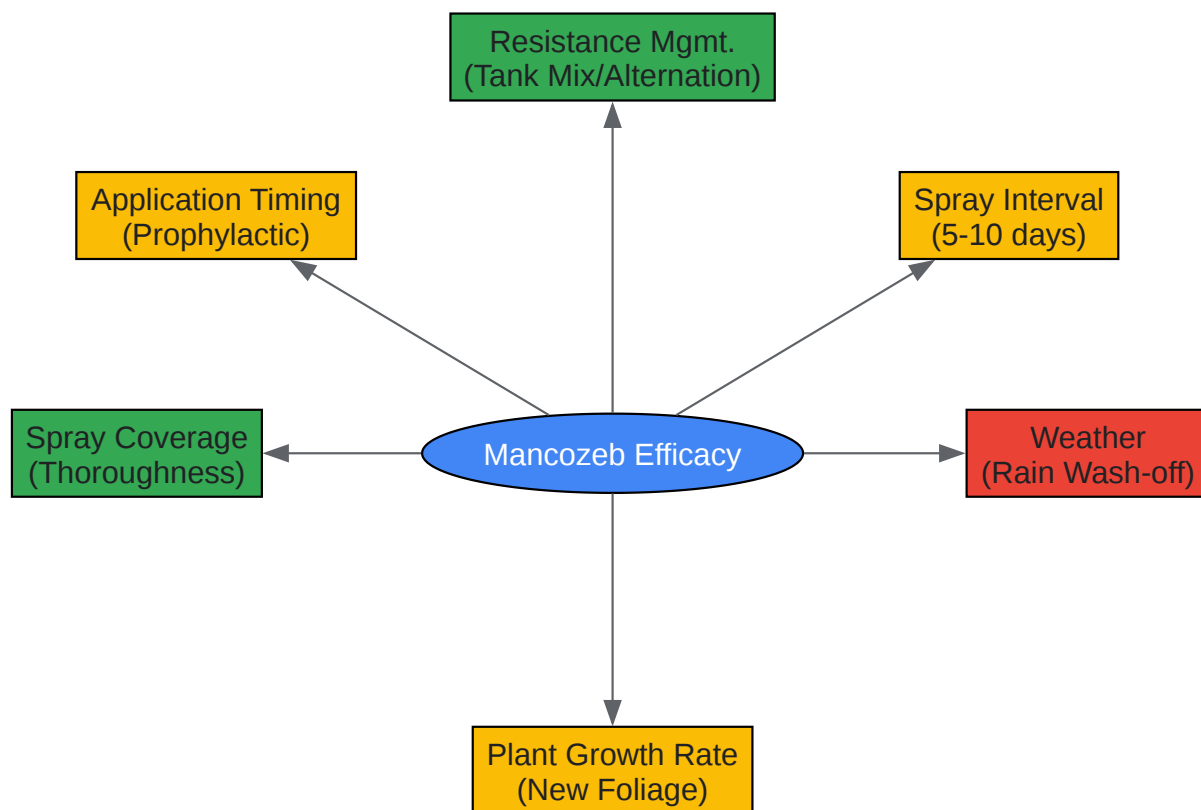 Resistance Mgmt.
(Tank Mix/Alternation)
Application Timing
(Prophylactic)
Spray Interval
(5-10 days)
Spray Coverage
(Thoroughness)
Mancozeb Efficacy
Weather
(Rain Wash-off)
Plant Growth Rate
(New Foliage)